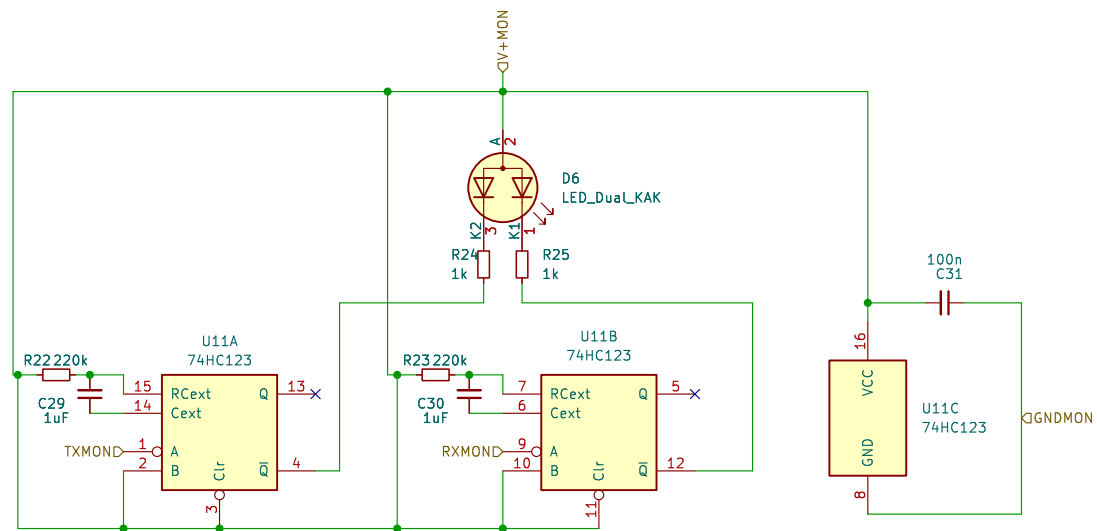 V+MON
A
2
D6
LED_Dual_KAK
K2
3
K1
1
R24
1k
R25
1k
100n
C31
U11A
74HC123
U11B
74HC123
R22 220k
R23 220k
15
RCext
Q
13
C29
1uF
14
Cext
TXMON
1
A
2
B
Clr
Q
4
3
7
RCext
Q
5
C30
1uF
6
Cext
RXMON
9
A
10
B
Clr
Q
12
11
16
VCC
U11C
74HC123
GND
8
GNDMON